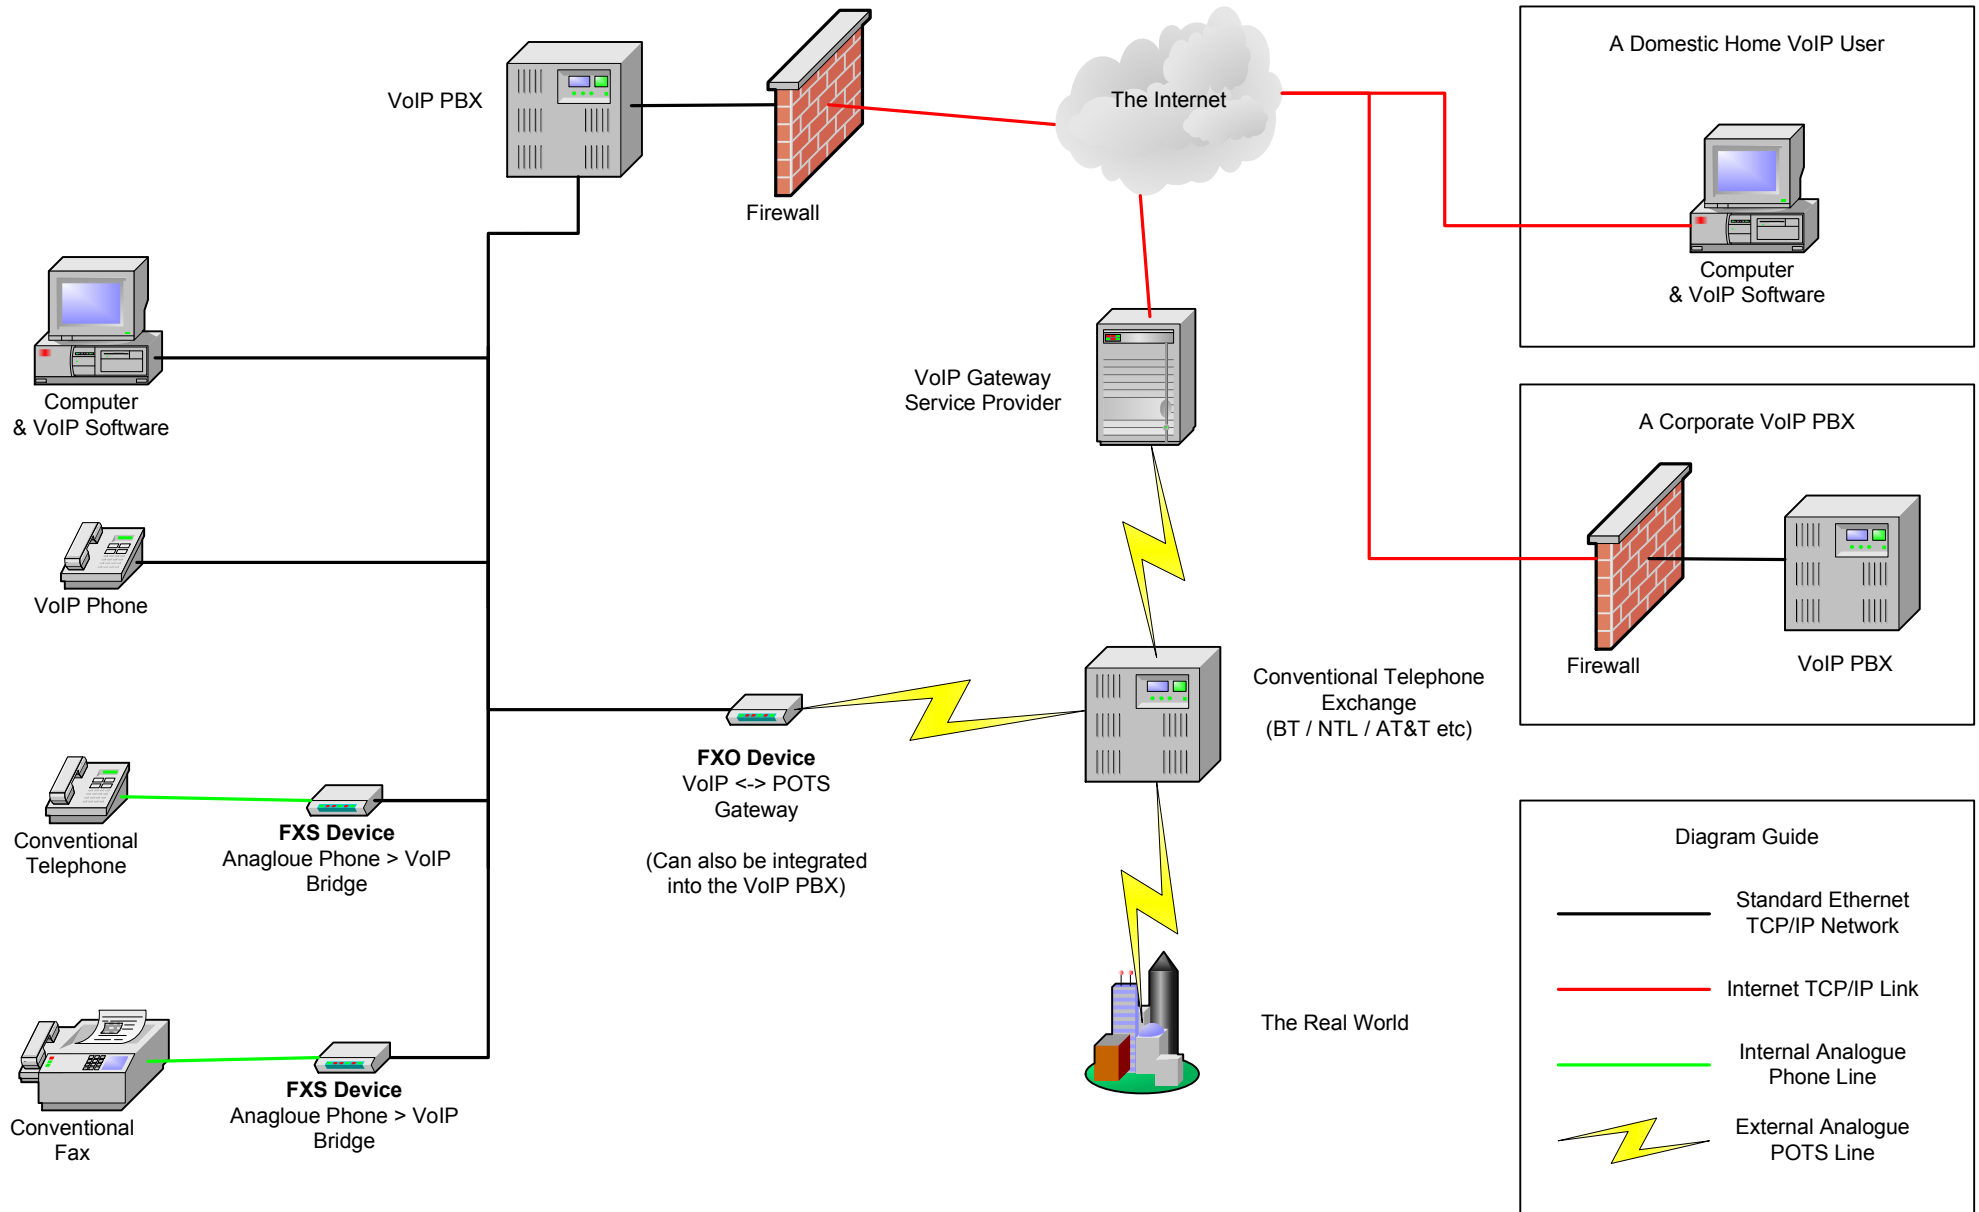 VoIP PBX
Firewall
The Internet
A Domestic Home VoIP User
Computer
& VoIP Software
Computer
& VoIP Software
VoIP Gateway
Service Provider
A Corporate VoIP PBX
Firewall
VoIP PBX
VoIP Phone
Conventional Telephone
Exchange
(BT / NTL / AT&T etc)
FXO Device
VoIP <-> POTS
Gateway
(Can also be integrated
into the VoIP PBX)
Conventional
Telephone
FXS Device
Anagloue Phone > VoIP
Bridge
The Real World
Conventional
Fax
FXS Device
Anagloue Phone > VoIP
Bridge
Diagram Guide
Standard Ethernet
TCP/IP Network
Internet TCP/IP Link
Internal Analogue
Phone Line
External Analogue
POTS Line